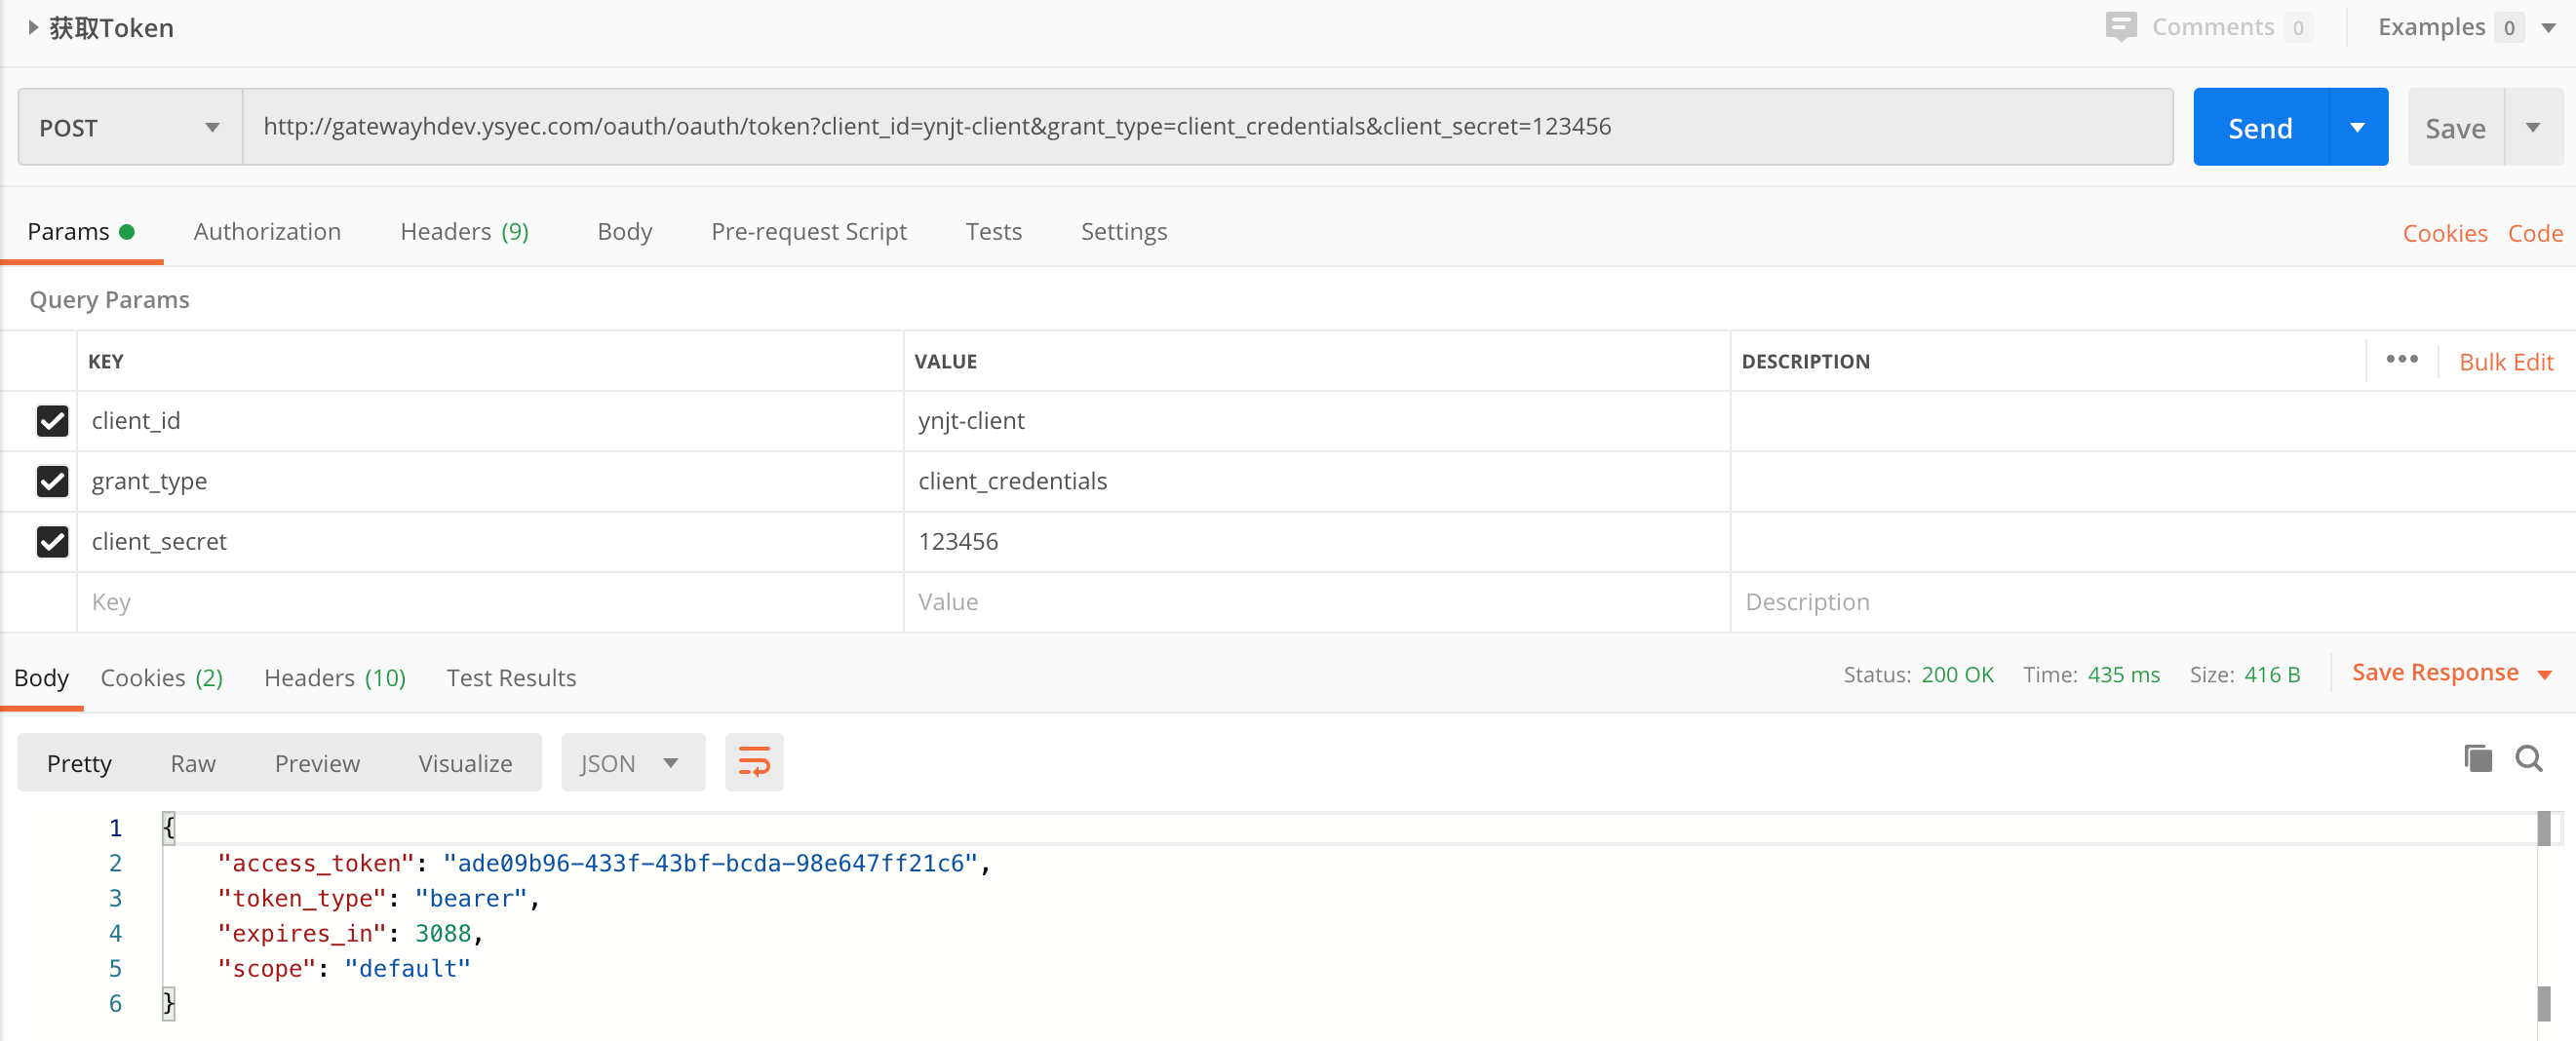 获取Token
Comments 0
Examples 0
POST
http://gatewayhdev.ysyec.com/oauth/oauth/token?client_id=ynjt-client&grant_type=client_credentials&client_secret=123456
Send
Save
Params
Authorization
Headers (9)
Body
Pre-request Script
Tests
Settings
Cookies
Code
Query Params
KEY VALUE DESCRIPTION
Bulk Edit
client_id ynjt-client
grant_type client_credentials
client_secret 123456
Key Value Description
Body
Cookies (2)
Headers (10)
Test Results
Status: 200 OK
Time: 435 ms
Size: 416 B
Save Response
Pretty
Raw
Preview
Visualize
JSON
1 {
2 "access_token": "ade09b96-433f-43bf-bcda-98e647ff21c6",
3 "token_type": "bearer",
4 "expires_in": 3088,
5 "scope": "default"
6 }